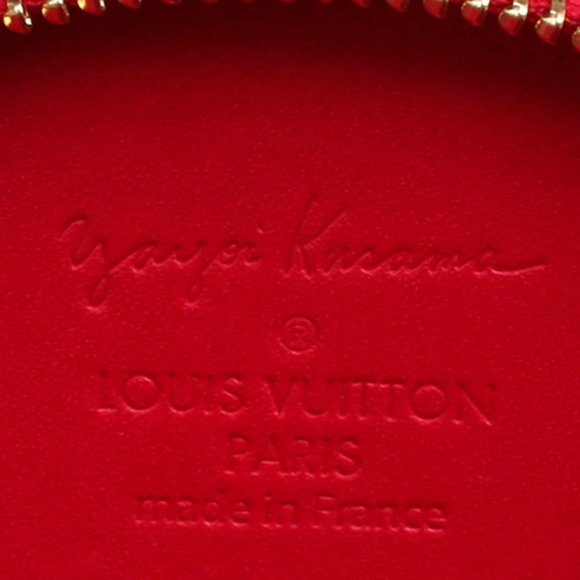 Yayoi Kusama
®
LOUIS VUITTON
PARIS
made in France